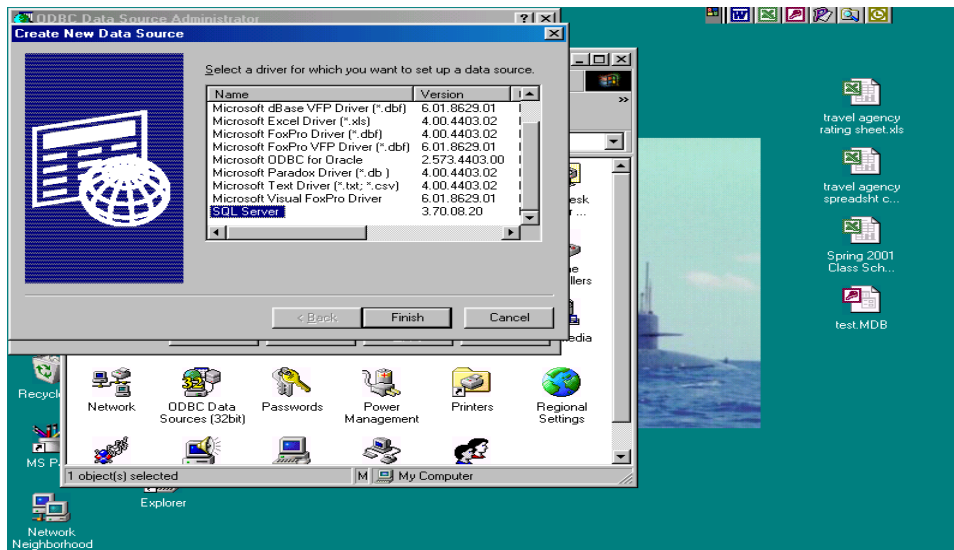 ODBC Data Source Administrator
Create New Data Source
Select a driver for which you want to set up a data source.
Name Version
Microsoft dBase VFP Driver (*.dbf) 6.01.8629.01
Microsoft Excel Driver (*.xls) 4.00.4403.02
Microsoft FoxPro Driver (*.dbf) 4.00.4403.02
Microsoft FoxPro VFP Driver (*.dbf) 6.01.8629.01
Microsoft ODBC for Oracle 2.573.4403.00
Microsoft Paradox Driver (*.db ) 4.00.4403.02
Microsoft Text Driver (*.txt; *.csv) 4.00.4403.02
Microsoft Visual FoxPro Driver 6.01.8629.01
SQL Server 3.70.08.20
< Back Finish Cancel
Network
ODBC Data
Sources (32bit)
Passwords
Power
Management
Printers
Regional
Settings
1 object(s) selected
My Computer
MS P
Explorer
Network
Neighborhood
travel agency
rating sheet.xls
travel agency
spreadsht c...
Spring 2001
Class Sch...
test.MDB